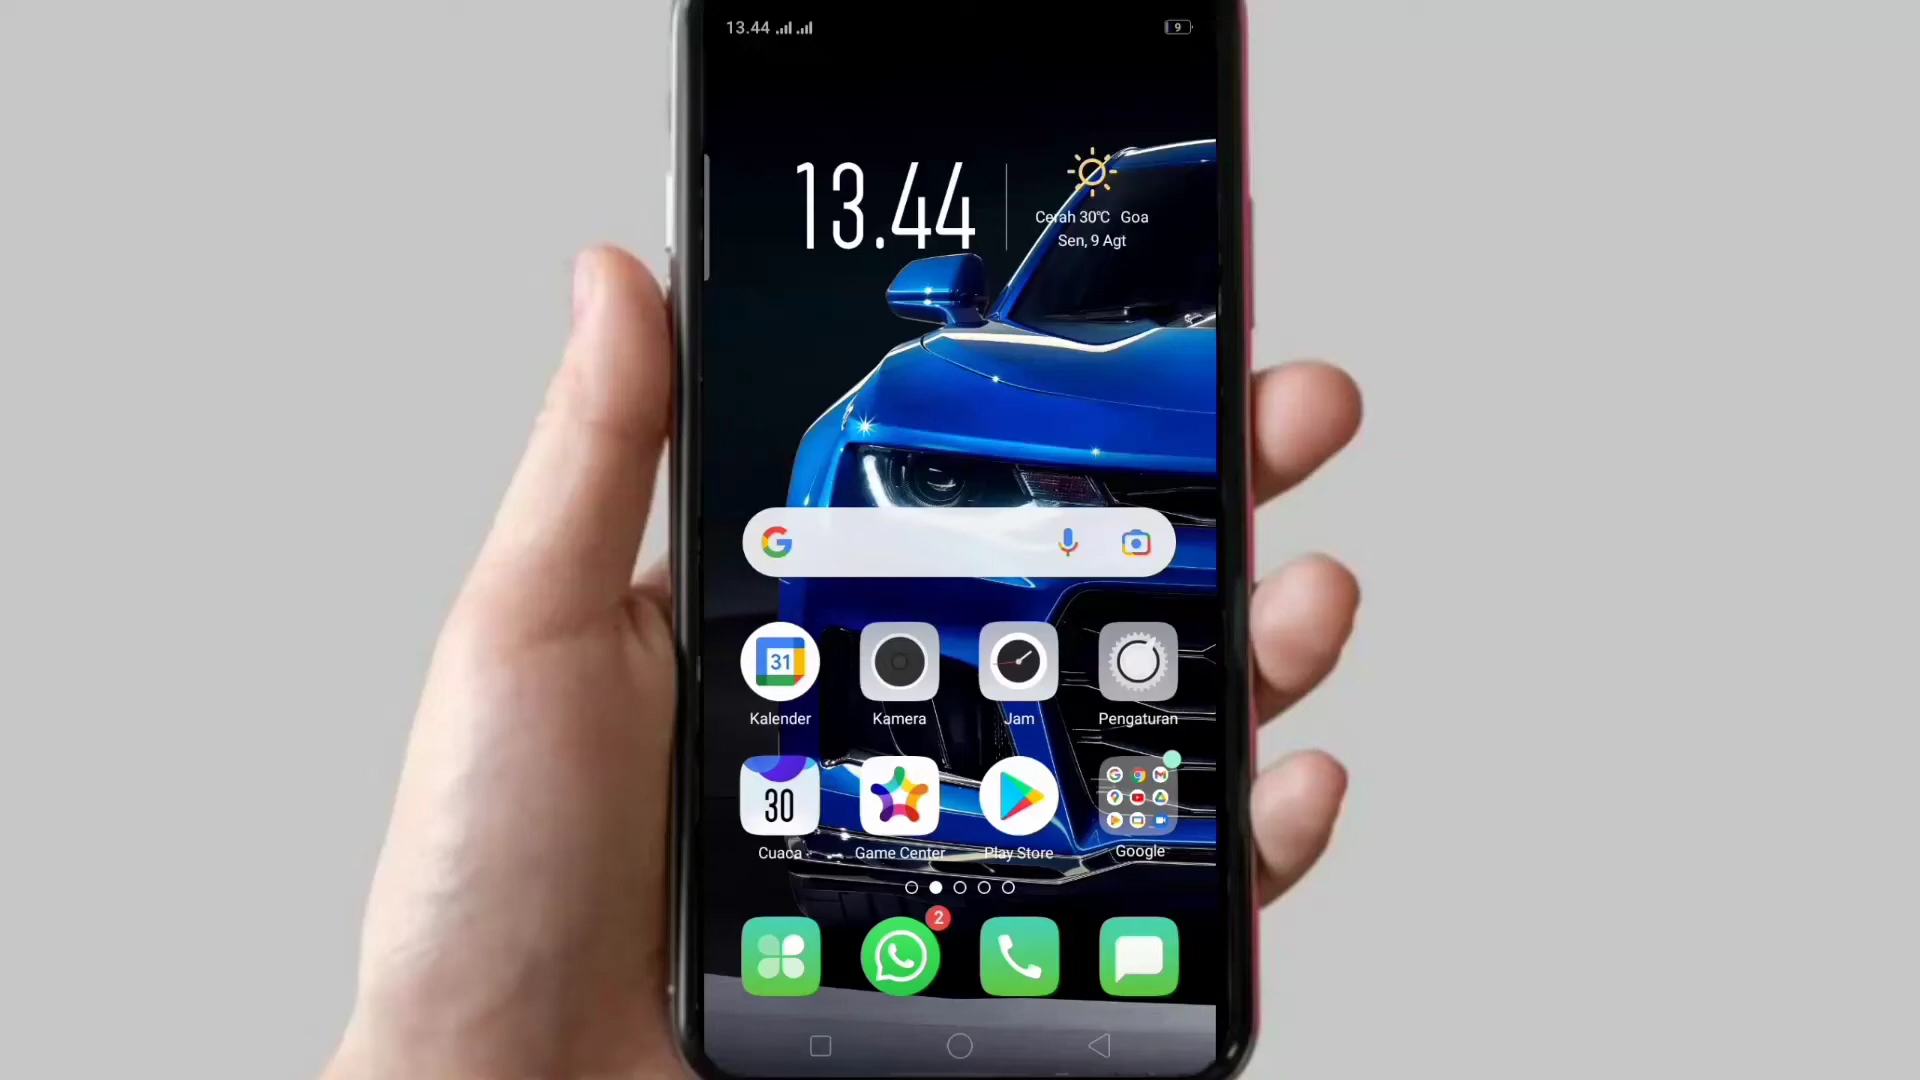 13.44
9
13.44
Cerah 30°C Goa
Sen, 9 Agt
G
31
Kalender
Kamera
Jam
Pengaturan
30
Cuaca
Game Center
Play Store
Google
2